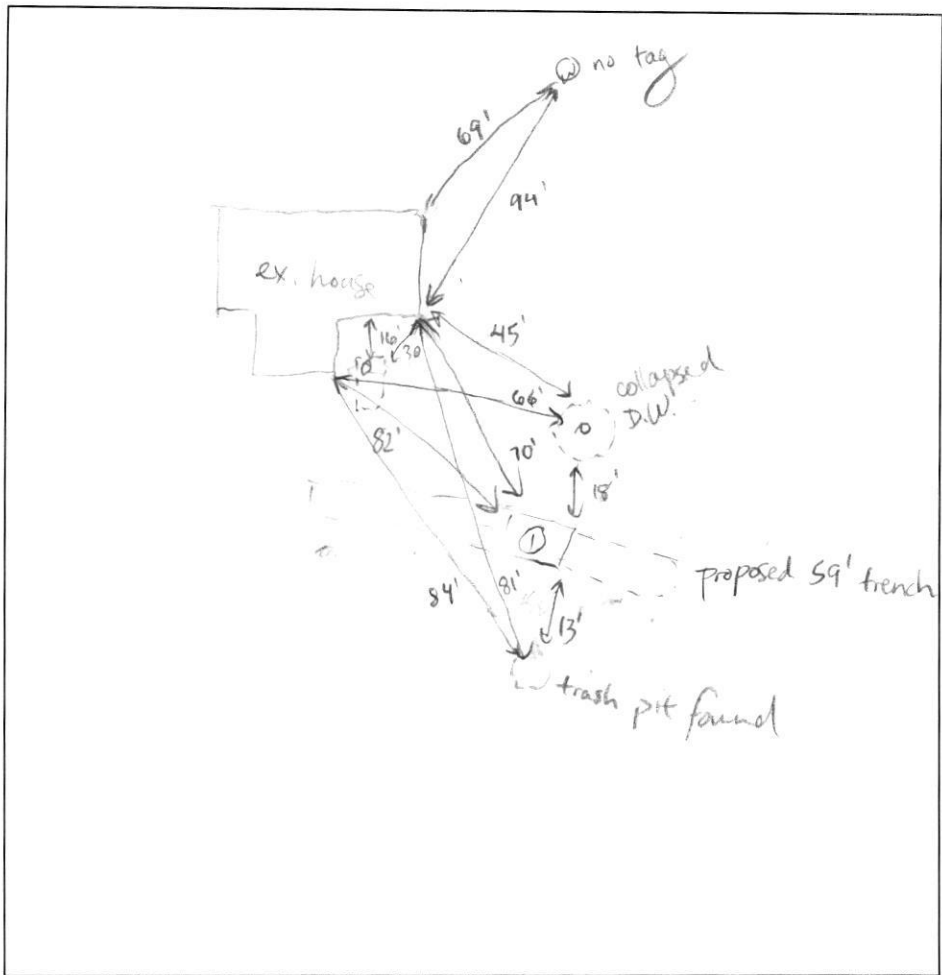 no tag
69'
94'
ex. house
16'
30
45'
collapsed
D.W.
66'
82'
70'
18'
1
proposed 59' trench
84'
81'
13'
trash pit found